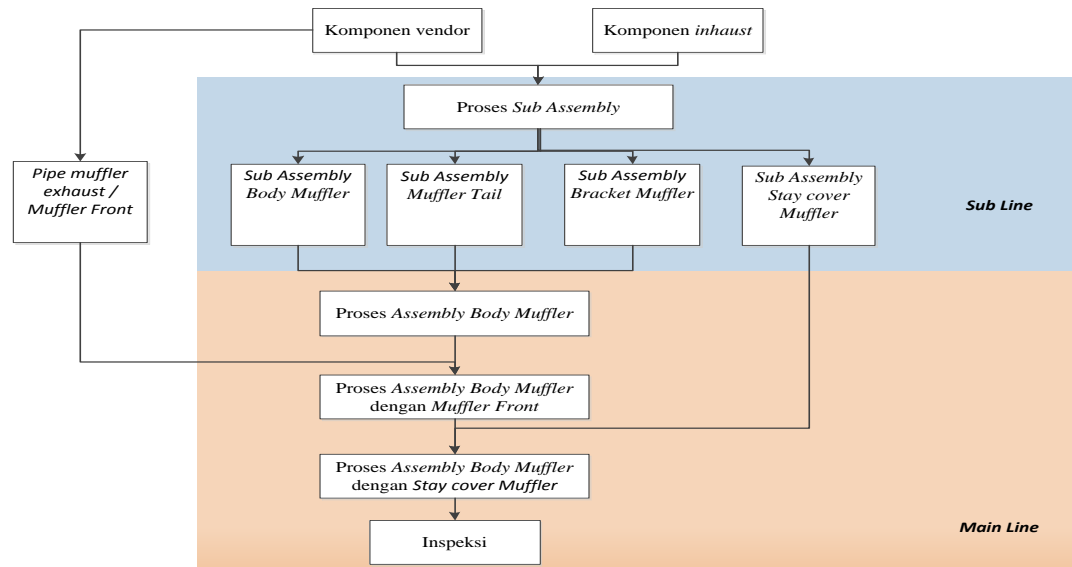 Komponen vendor
Komponen inhaust
Proses Sub Assembly
Pipe muffler
exhaust /
Muffler Front
Sub Assembly
Body Muffler
Sub Assembly
Muffler Tail
Sub Assembly
Bracket Muffler
Sub Assembly
Stay cover
Muffler
Sub Line
Proses Assembly Body Muffler
Proses Assembly Body Muffler
dengan Muffler Front
Proses Assembly Body Muffler
dengan Stay cover Muffler
Inspeksi
Main Line